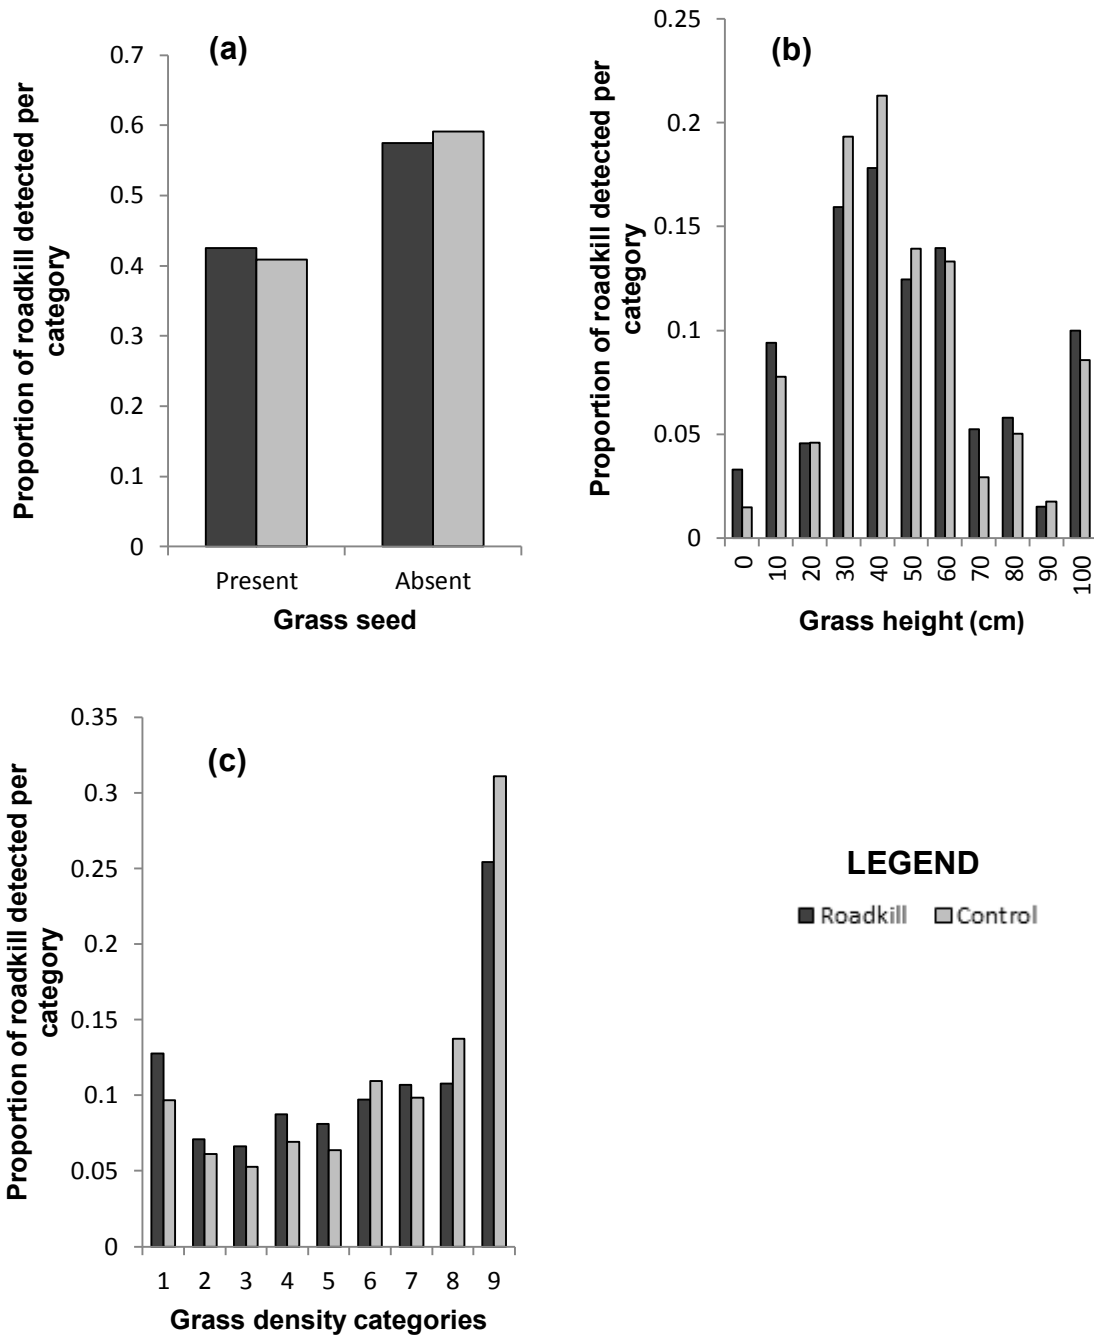 (a)
Proportion of roadkill detected per
category
0.7
0.6
0.5
0.4
0.3
0.2
0.1
0
Present Absent
Grass seed
(b)
Proportion of roadkill detected per
category
0.25
0.2
0.15
0.1
0.05
0
0 10 20 30 40 50 60 70 80 90 100
Grass height (cm)
(c)
Proportion of roadkill detected per
category
0.35
0.3
0.25
0.2
0.15
0.1
0.05
0
1 2 3 4 5 6 7 8 9
Grass density categories
LEGEND
Roadkill Control